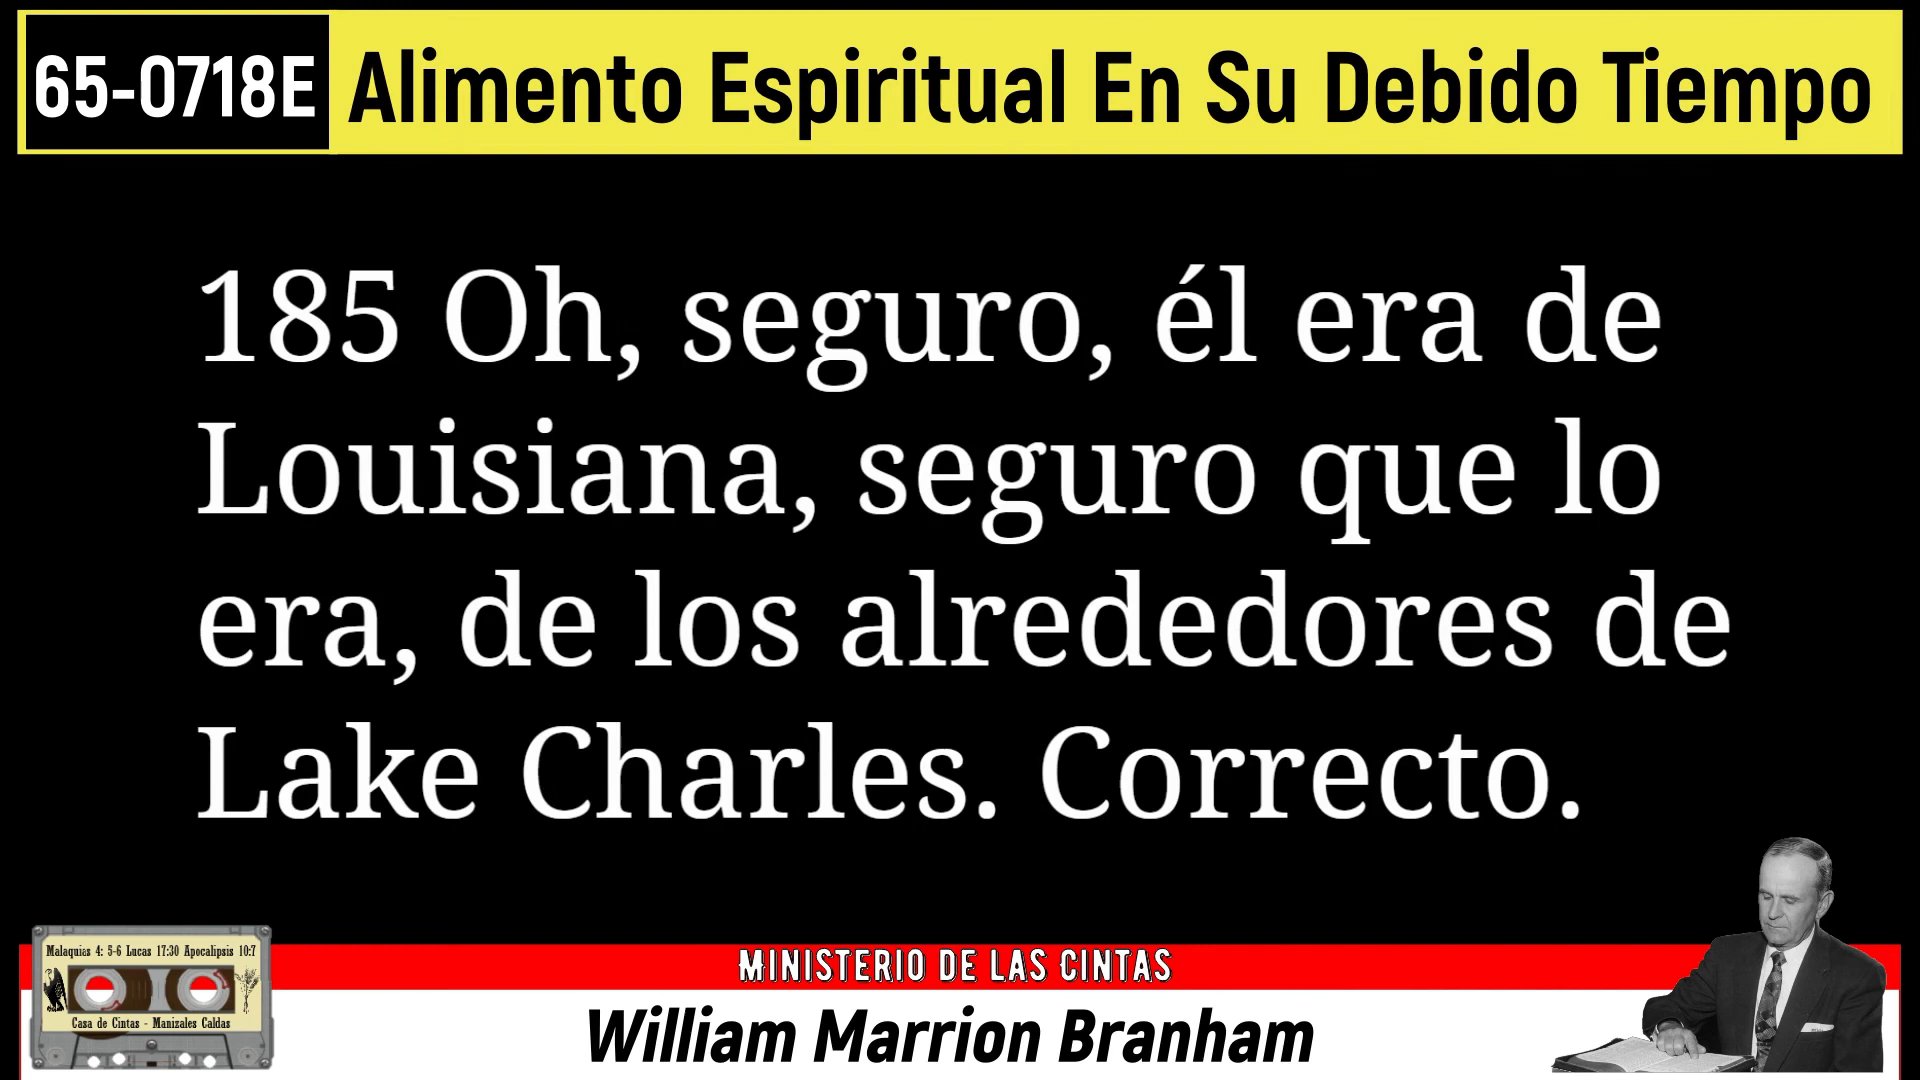 65-0718E Alimento Espiritual En Su Debido Tiempo
185 Oh, seguro, él era de
Louisiana, seguro que lo
era, de los alrededores de
Lake Charles. Correcto.
Malaquias 4: 5-6 Lucas 17:30 Apocalipsis 10:7
Casa de Cintas - Manizales Caldas
MINISTERIO DE LAS CINTAS
William Marrion Branham